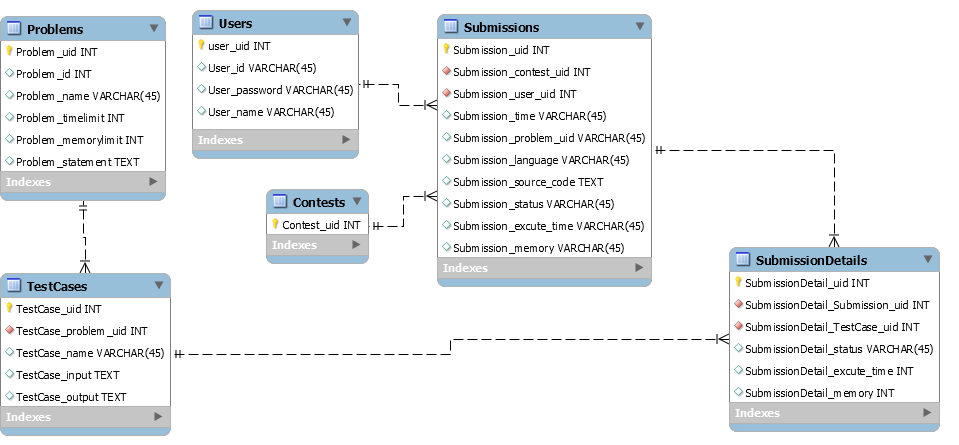 Problems
Problem_uid INT
Problem_id INT
Problem_name VARCHAR(45)
Problem_timelimit INT
Problem_memorylimit INT
Problem_statement TEXT
Indexes
Users
user_uid INT
User_id VARCHAR(45)
User_password VARCHAR(45)
User_name VARCHAR(45)
Indexes
Submissions
Submission_uid INT
Submission_contest_uid INT
Submission_user_uid INT
Submission_time VARCHAR(45)
Submission_problem_uid VARCHAR(45)
Submission_language VARCHAR(45)
Submission_source_code TEXT
Submission_status VARCHAR(45)
Submission_excute_time VARCHAR(45)
Submission_memory VARCHAR(45)
Indexes
Contests
Contest_uid INT
Indexes
TestCases
TestCase_uid INT
TestCase_problem_uid INT
TestCase_name VARCHAR(45)
TestCase_input TEXT
TestCase_output TEXT
Indexes
SubmissionDetails
SubmissionDetail_uid INT
SubmissionDetail_Submission_uid INT
SubmissionDetail_TestCase_uid INT
SubmissionDetail_status VARCHAR(45)
SubmissionDetail_excute_time INT
SubmissionDetail_memory INT
Indexes